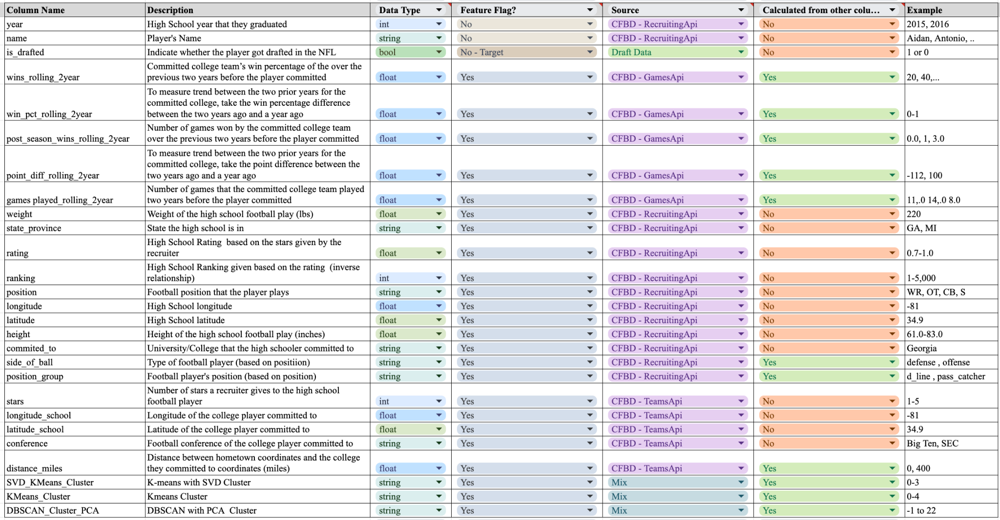 Column Name Description Data Type Feature Flag? Source Calculated from other colu... Example
year High School year that they graduated int No CFBD - RecruitingApi No 2015, 2016
name Player's Name string No CFBD - RecruitingApi No Aidan, Antonio, ..
is_drafted Indicate whether the player got drafted in the NFL bool No - Target Draft Data No 1 or 0
Committed college team’s win percentage of the over the
wins_rolling_2year previous two years before the player committed float Yes CFBD - GamesApi Yes 20, 40,...
To measure trend between the two prior years for the
committed college, take the win percentage difference
win_pct_rolling_2year between the two years ago and a year ago float Yes CFBD - GamesApi Yes 0-1
Number of games won by the committed college team
post_season_wins_rolling_2year over the previous two years before the player committed float Yes CFBD - GamesApi Yes 0.0, 1, 3.0
To measure trend between the two prior years for the
committed college, take the point difference between the
point_diff_rolling_2year two years ago and a year ago float Yes CFBD - GamesApi Yes -112, 100
Number of games that the committed college team played
games played_rolling_2year two years before the player committed float Yes CFBD - GamesApi Yes 11,.0 14,.0 8.0
weight Weight of the high school football play (lbs) float Yes CFBD - RecruitingApi No 220
state_province State the high school is in string Yes CFBD - RecruitingApi No GA, MI
High School Rating  based on the stars given by the
rating recruiter float Yes CFBD - RecruitingApi No 0.7-1.0
High School Ranking given based on the rating  (inverse
ranking relationship) int Yes CFBD - RecruitingApi No 1-5,000
position Football position that the player plays string Yes CFBD - RecruitingApi No WR, OT, CB, S
longitude High School longitude float Yes CFBD - RecruitingApi No -81
latitude High School latitude float Yes CFBD - RecruitingApi No 34.9
height Height of the high school football play (inches) float Yes CFBD - RecruitingApi No 61.0-83.0
commited_to University/College that the high schooler committed to string Yes CFBD - RecruitingApi No Georgia
side_of_ball Type of football player (based on positiion) string Yes CFBD - RecruitingApi Yes defense , offense
position_group Football player's position (based on position) string Yes CFBD - RecruitingApi Yes d_line , pass_catcher
Number of stars a recruiter gives to the high school
stars football player int Yes CFBD - TeamsApi No 1-5
longitude_school Longitude of the college player committed to float Yes CFBD - TeamsApi No -81
latitude_school Latitude of the college player committed to float Yes CFBD - TeamsApi No 34.9
conference Football conference of the college player committed to string Yes CFBD - TeamsApi No Big Ten, SEC
Distance between hometown coordinates and the college
distance_miles they committed to coordinates (miles) float Yes CFBD - TeamsApi Yes 0, 400
SVD_KMeans_Cluster K-means with SVD Cluster string Yes Mix Yes 0-3
KMeans_Cluster Kmeans Cluster string Yes Mix Yes 0-4
DBSCAN_Cluster_PCA DBSCAN with PCA  Cluster string Yes Mix Yes -1 to 22